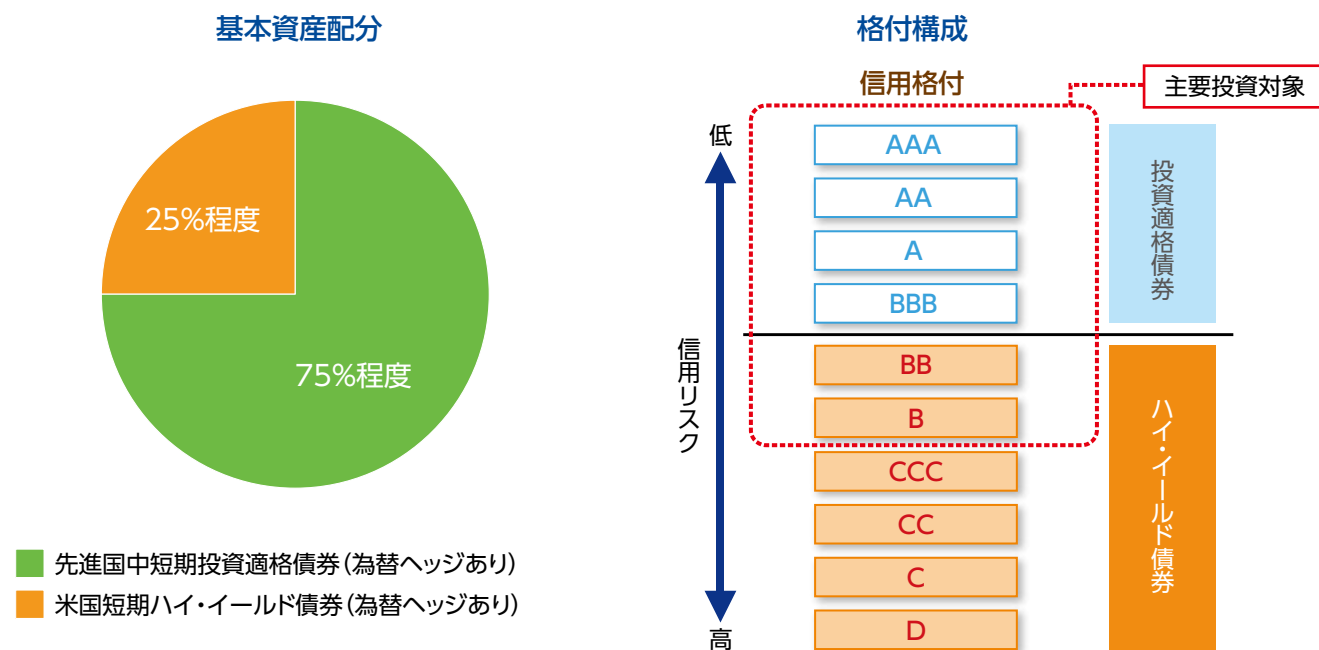 基本資産配分
25%程度
75%程度
先進国中短期投資適格債券(為替ヘッジあり)
米国短期ハイ・イールド債券(為替ヘッジあり)
格付構成
信用格付
主要投資対象
低
信用リスク
高
AAA
AA
A
BBB
BB
B
CCC
CC
C
D
投資適格債券
ハイ・イールド債券